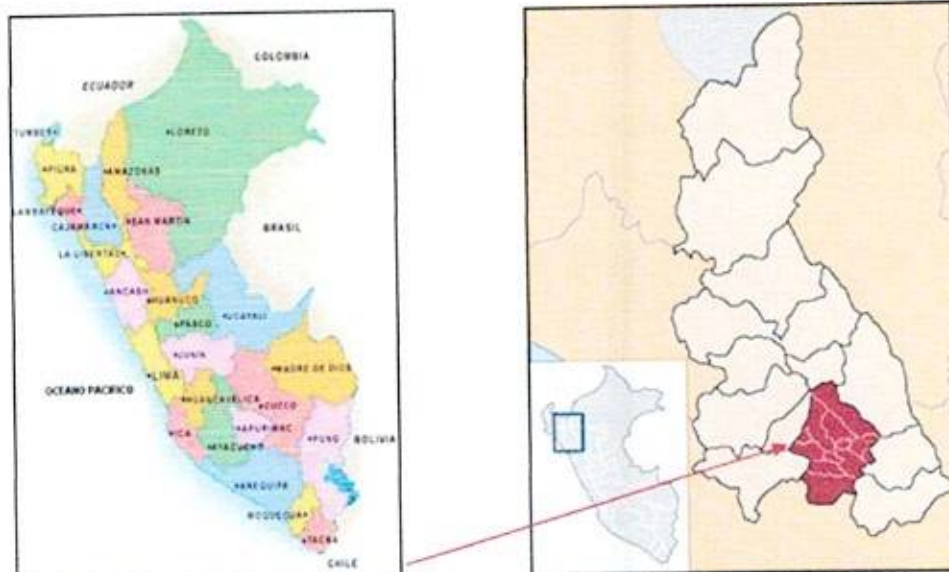 COLOMBIA
ECUADOR
TUMBES
LORETO
PIURA
AMAZONAS
LAMBAYEQUE
SAN MARTIN
CAJAMARCA
BRASIL
LA LIBERTAD
ANCASH
HUANUCO
UCAYALI
PASCO
JUNIN
LIMA
MADRE DE DIOS
OCEANO PACIFICO
HUANCAVELICA
CUZCO
ICA
APURIMAC
PUNO
BOLIVIA
AYACUCHO
AREQUIPA
MOQUEGUA
TACNA
CHILE